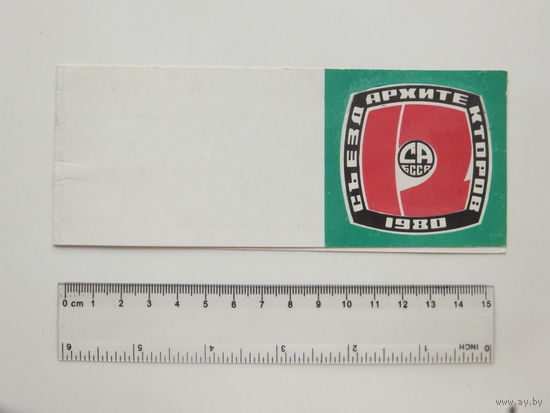 СЪЕЗД АРХИТЕКТОРОВ
СА
БССР
1980
0 cm 1 2 3 4 5 6 7 8 9 10 11 12 13 14 15
6 5 4 3 2 1 0 INCH
www.ay.by